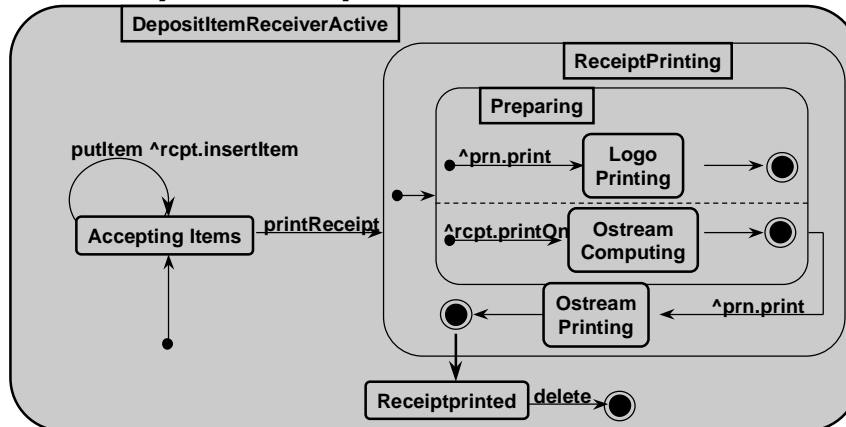 DepositItemReceiverActive
ReceiptPrinting
Preparing
putItem ^rcpt.insertItem
^prn.print
Logo
Printing
Accepting Items
printReceipt
^rcpt.printOn
Ostream
Computing
Ostream
Printing
^prn.print
Receiptprinted
delete